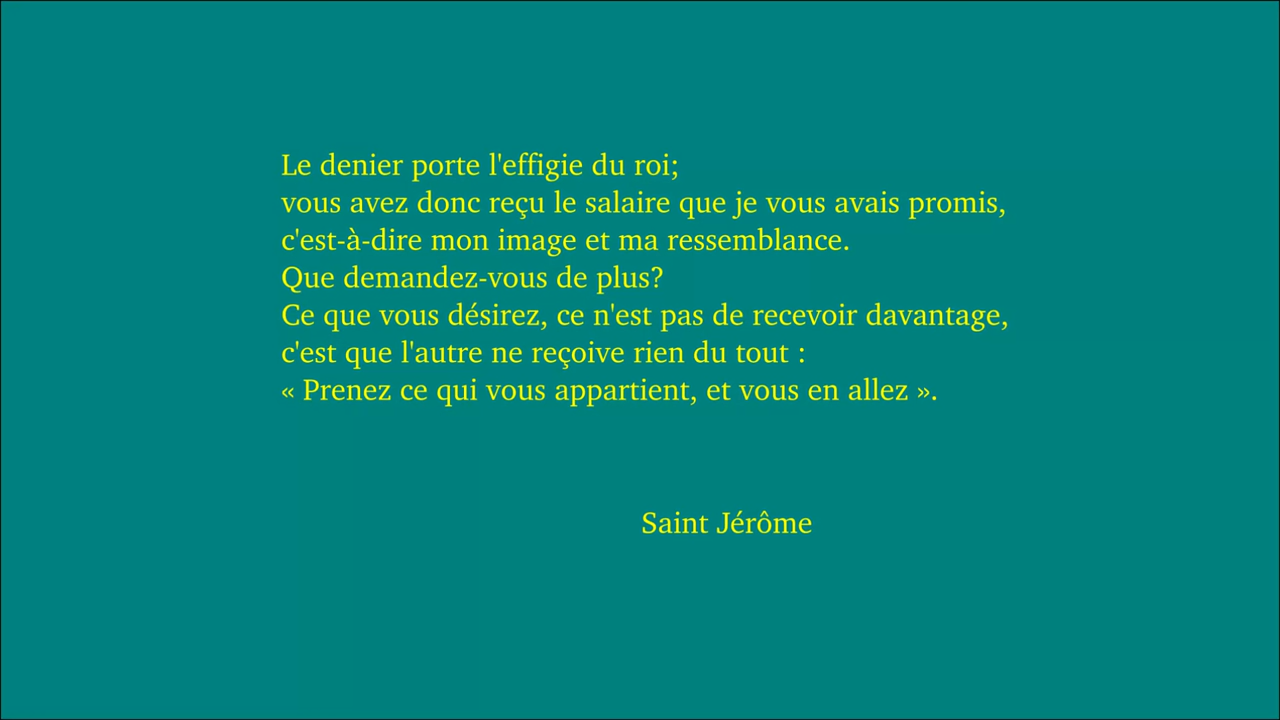 Le denier porte l'effigie du roi;
vous avez donc reçu le salaire que je vous avais promis,
c'est-à-dire mon image et ma ressemblance.
Que demandez-vous de plus?
Ce que vous désirez, ce n'est pas de recevoir davantage,
c'est que l'autre ne reçoive rien du tout :
« Prenez ce qui vous appartient, et vous en allez ».
Saint Jérôme